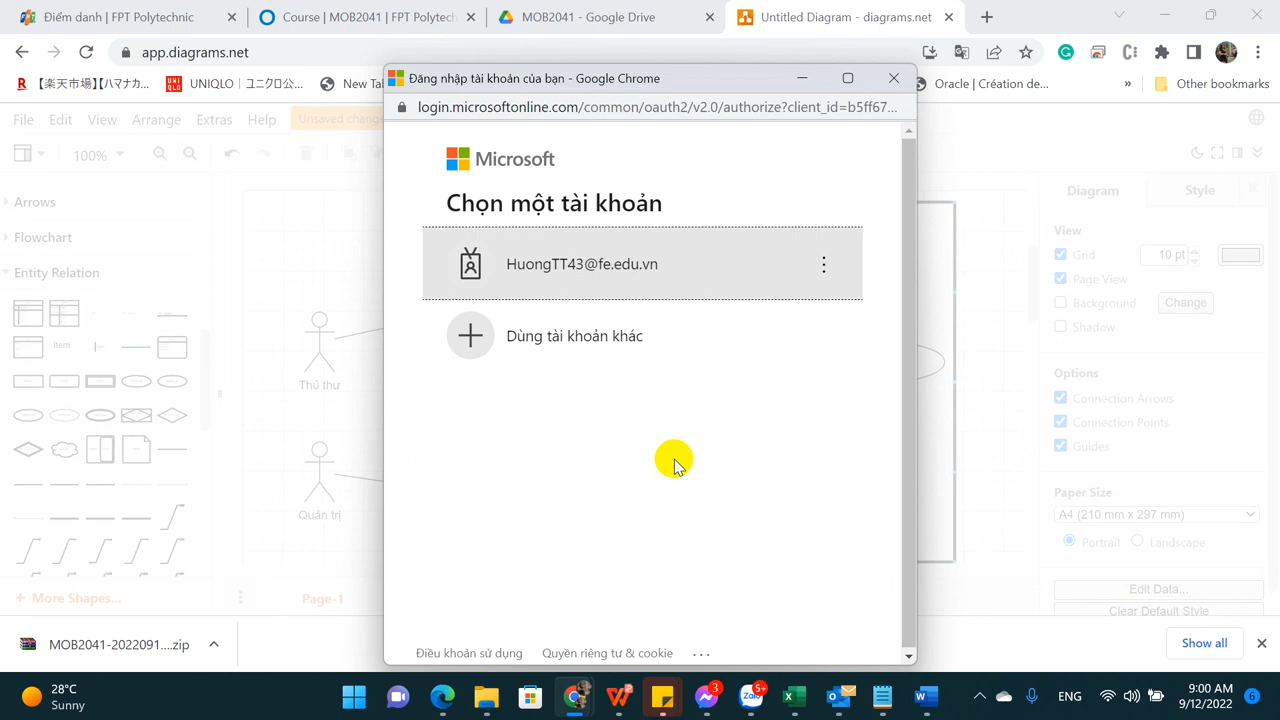 Điểm danh | FPT Polytechnic
Course | MOB2041 | FPT Polytech
MOB2041 - Google Drive
Untitled Diagram - diagrams.net
app.diagrams.net
【楽天市場】(ハマナカ...
UNIQLO｜ユニクロ公...
New Tal
Oracle | Création de...
»
Other bookmarks
Đăng nhập tài khoản của bạn - Google Chrome
login.microsoftonline.com/common/oauth2/v2.0/authorize?client_id=b5ff67...
File Edit View Arrange Extras Help
Unsaved change
100%
Microsoft
Chọn một tài khoản
HuongTT43@fe.edu.vn
Dùng tài khoản khác
Điều khoản sử dụng
Quyền riêng tư & cookie
...
Arrows
Flowchart
Entity Relation
Item
More Shapes...
Thủ thư
Quản trị
Page-1
Diagram
Style
View
Grid
10 pt
Page View
Background
Change
Shadow
Options
Connection Arrows
Connection Points
Guides
Paper Size
A4 (210 mm x 297 mm)
Portrait
Landscape
Edit Data...
Clear Default Style
MOB2041-2022091....zip
Show all
28°C
Sunny
3
5+
Zalo
ENG
9:00 AM
9/12/2022
6